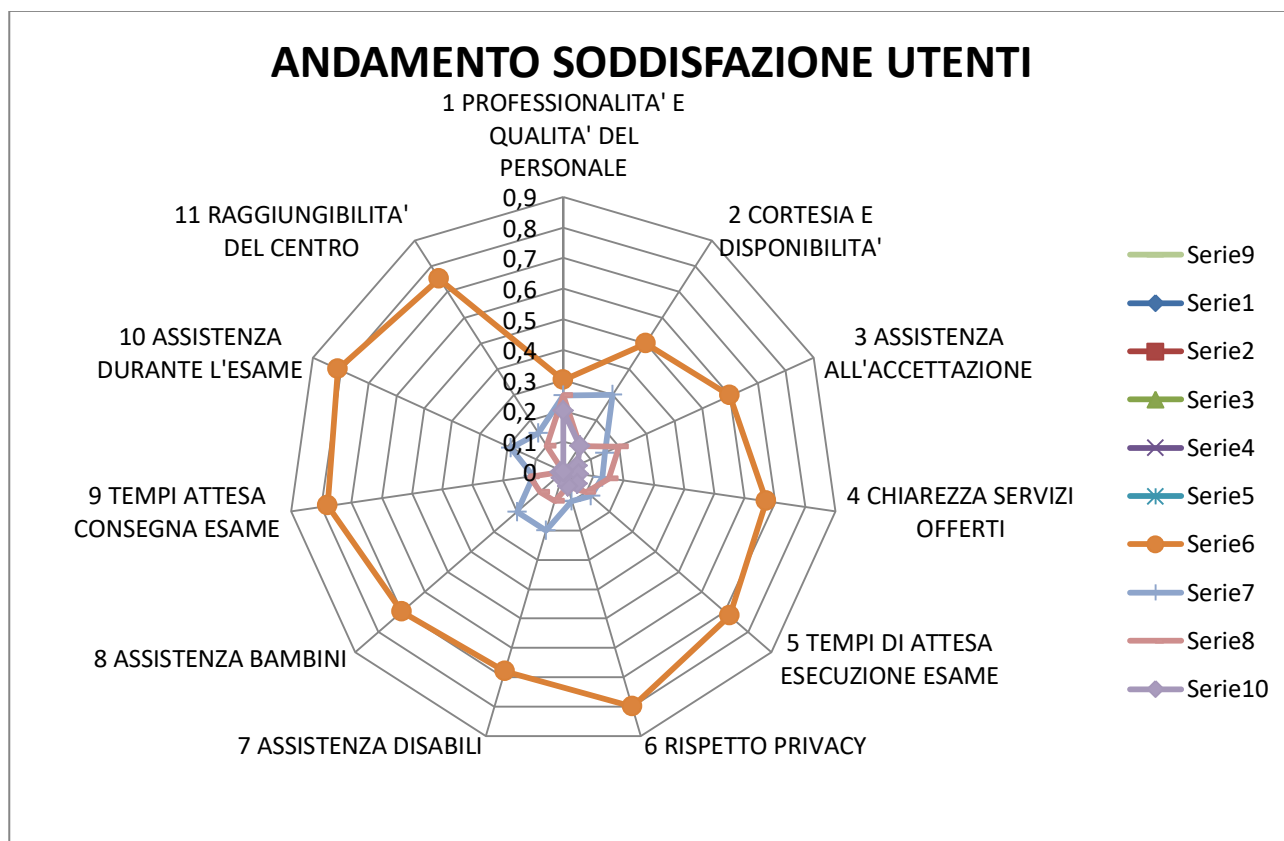 ANDAMENTO SODDISFAZIONE UTENTI
1 PROFESSIONALITA' E
QUALITA' DEL
PERSONALE
2 CORTESIA E
DISPONIBILITA'
3 ASSISTENZA
ALL'ACCETTAZIONE
4 CHIAREZZA SERVIZI
OFFERTI
5 TEMPI DI ATTESA
ESECUZIONE ESAME
6 RISPETTO PRIVACY
7 ASSISTENZA DISABILI
8 ASSISTENZA BAMBINI
9 TEMPI ATTESA
CONSEGNA ESAME
10 ASSISTENZA
DURANTE L'ESAME
11 RAGGIUNGIBILITA'
DEL CENTRO
0,9
0,8
0,7
0,6
0,5
0,4
0,3
0,2
0,1
0
Serie9
Serie1
Serie2
Serie3
Serie4
Serie5
Serie6
Serie7
Serie8
Serie10